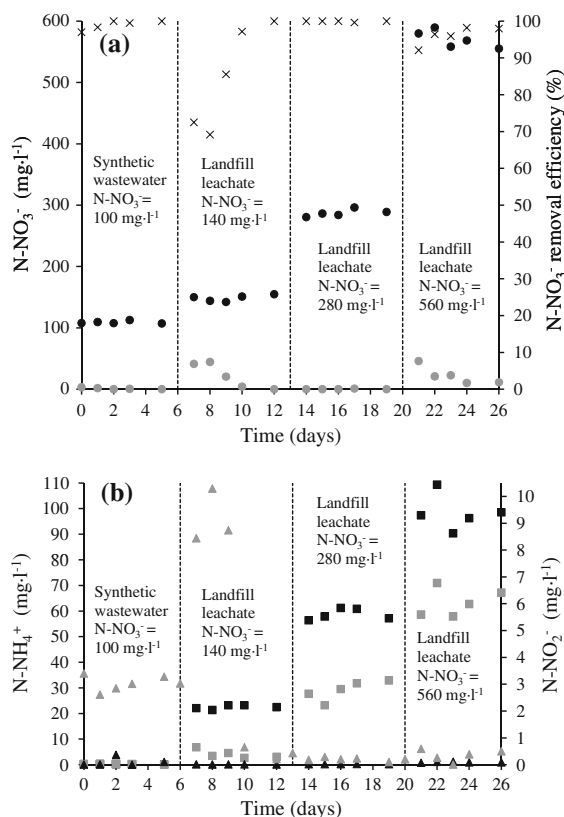 (a)
600
500
400
300
200
100
0
N-NO₃⁻ (mg·l⁻¹)
Synthetic
wastewater
N-NO₃⁻=
100 mg·l⁻¹
Landfill
leachate
N-NO₃⁻=
140 mg·l⁻¹
Landfill
leachate
N-NO₃⁻=
280 mg·l⁻¹
Landfill
leachate
N-NO₃⁻=
560 mg·l⁻¹
100
90
80
70
60
50
40
30
20
10
0
N-NO₃⁻ removal efficiency (%)
0 2 4 6 8 10 12 14 16 18 20 22 24 26
Time (days)
(b)
110
100
90
80
70
60
50
40
30
20
10
0
N-NH₄⁺ (mg·l⁻¹)
Synthetic
wastewater
N-NO₃⁻=
100 mg·l⁻¹
Landfill
leachate
N-NO₃⁻=
140 mg·l⁻¹
Landfill
leachate
N-NO₃⁻=
280 mg·l⁻¹
Landfill
leachate
N-NO₃⁻=
560 mg·l⁻¹
10
9
8
7
6
5
4
3
2
1
0
N-NO₂⁻ (mg·l⁻¹)
0 2 4 6 8 10 12 14 16 18 20 22 24 26
Time (days)